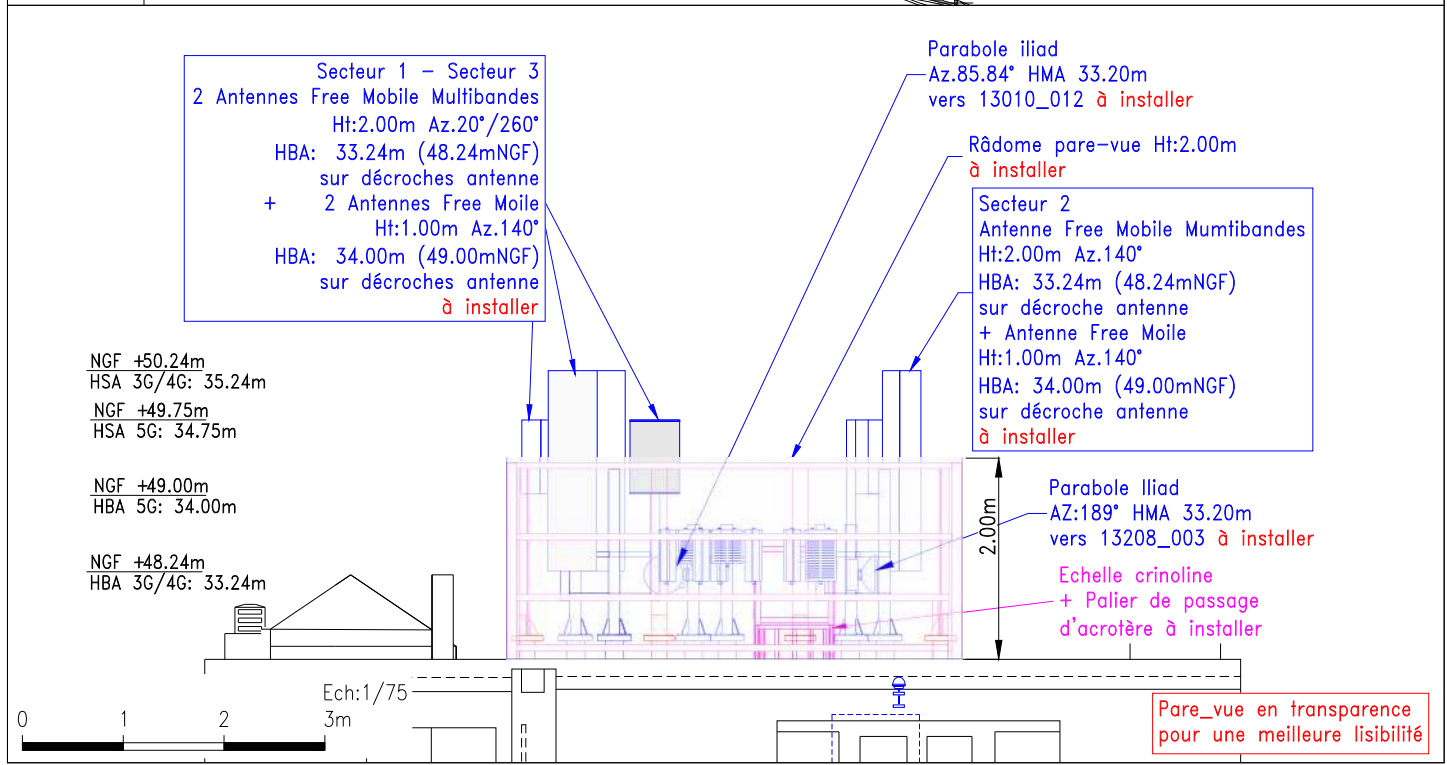 Secteur 1 - Secteur 3
2 Antennes Free Mobile Multibandes
Ht:2.00m Az.20°/260°
HBA: 33.24m (48.24mNGF)
sur décroches antenne
+ 2 Antennes Free Moile
Ht:1.00m Az.140°
HBA: 34.00m (49.00mNGF)
sur décroches antenne
à installer
Parabole iliad
Az.85.84° HMA 33.20m
vers 13010_012 à installer
Râdome pare-vue Ht:2.00m
à installer
Secteur 2
Antenne Free Mobile Mumtibandes
Ht:2.00m Az.140°
HBA: 33.24m (48.24mNGF)
sur décroche antenne
+ Antenne Free Moile
Ht:1.00m Az.140°
HBA: 34.00m (49.00mNGF)
sur décroche antenne
à installer
NGF +50.24m
HSA 3G/4G: 35.24m
NGF +49.75m
HSA 5G: 34.75m
NGF +49.00m
HBA 5G: 34.00m
NGF +48.24m
HBA 3G/4G: 33.24m
2.00m
Parabole Iliad
AZ:189° HMA 33.20m
vers 13208_003 à installer
Echelle crinoline
+ Palier de passage
d'acrotère à installer
Ech:1/75
0 1 2 3m
Pare_vue en transparence
pour une meilleure lisibilité